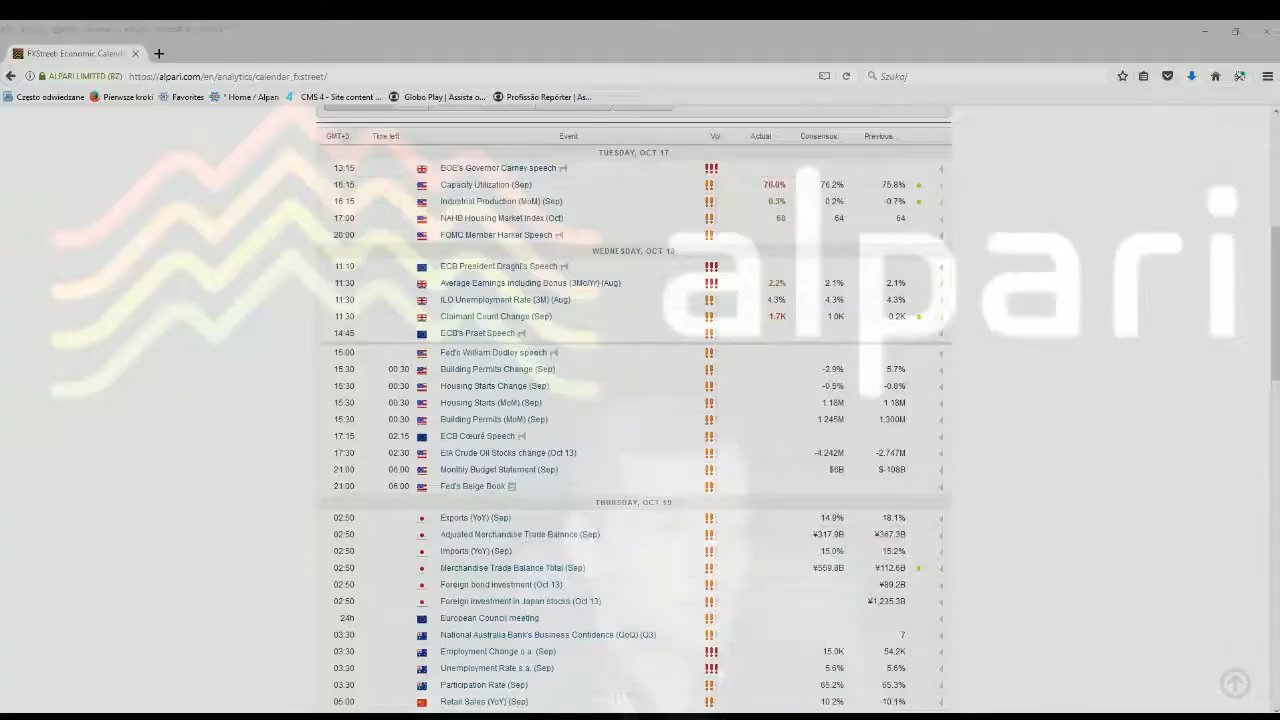 FXStreet: Economic Calenda
ALPARI LIMITED (BZ) https://alpari.com/en/analytics/calendar_fxstreet/ Szukaj
Często odwiedzane Pierwsze kroki Favorites * Home / Alpari CMS 4 - Site content ... Globo Play | Assista o... Profissão Repórter | As...
GMT+3 Time left Event Vol. Actual Consensus Previous
TUESDAY, OCT 17
13:15 BOE's Governor Carney speech
16:15 Capacity Utilization (Sep) 76.0% 76.2% 75.8%
16:15 Industrial Production (MoM) (Sep) 0.3% 0.2% -0.7%
17:00 NAHB Housing Market Index (Oct) 68 64 64
20:00 FOMC Member Harker Speech
WEDNESDAY, OCT 18
11:10 ECB President Draghi's Speech
11:30 Average Earnings including Bonus (3Mo/Yr) (Aug) 2.2% 2.1% 2.1%
11:30 ILO Unemployment Rate (3M) (Aug) 4.3% 4.3% 4.3%
11:30 Claimant Count Change (Sep) 1.7K 1.0K 0.2K
14:45 ECB's Praet Speech
15:00 Fed's William Dudley speech
15:30 00:30 Building Permits Change (Sep) -2.9% 5.7%
15:30 00:30 Housing Starts Change (Sep) -0.5% -0.8%
15:30 00:30 Housing Starts (MoM) (Sep) 1.18M 1.18M
15:30 00:30 Building Permits (MoM) (Sep) 1.245M 1.300M
17:15 02:15 ECB Cœuré Speech
17:30 02:30 EIA Crude Oil Stocks change (Oct 13) -4.242M -2.747M
21:00 06:00 Monthly Budget Statement (Sep) $6B $-108B
21:00 06:00 Fed's Beige Book
THURSDAY, OCT 19
02:50 Exports (YoY) (Sep) 14.9% 18.1%
02:50 Adjusted Merchandise Trade Balance (Sep) ¥317.9B ¥367.3B
02:50 Imports (YoY) (Sep) 15.0% 15.2%
02:50 Merchandise Trade Balance Total (Sep) ¥559.8B ¥112.6B
02:50 Foreign bond investment (Oct 13) ¥89.2B
02:50 Foreign investment in Japan stocks (Oct 13) ¥1,235.3B
24h European Council meeting
03:30 National Australia Bank's Business Confidence (QoQ) (Q3) 7
03:30 Employment Change s.a. (Sep) 15.0K 54.2K
03:30 Unemployment Rate s.a. (Sep) 5.6% 5.6%
03:30 Participation Rate (Sep) 65.2% 65.3%
05:00 Retail Sales (YoY) (Sep) 10.2% 10.1%
alpari